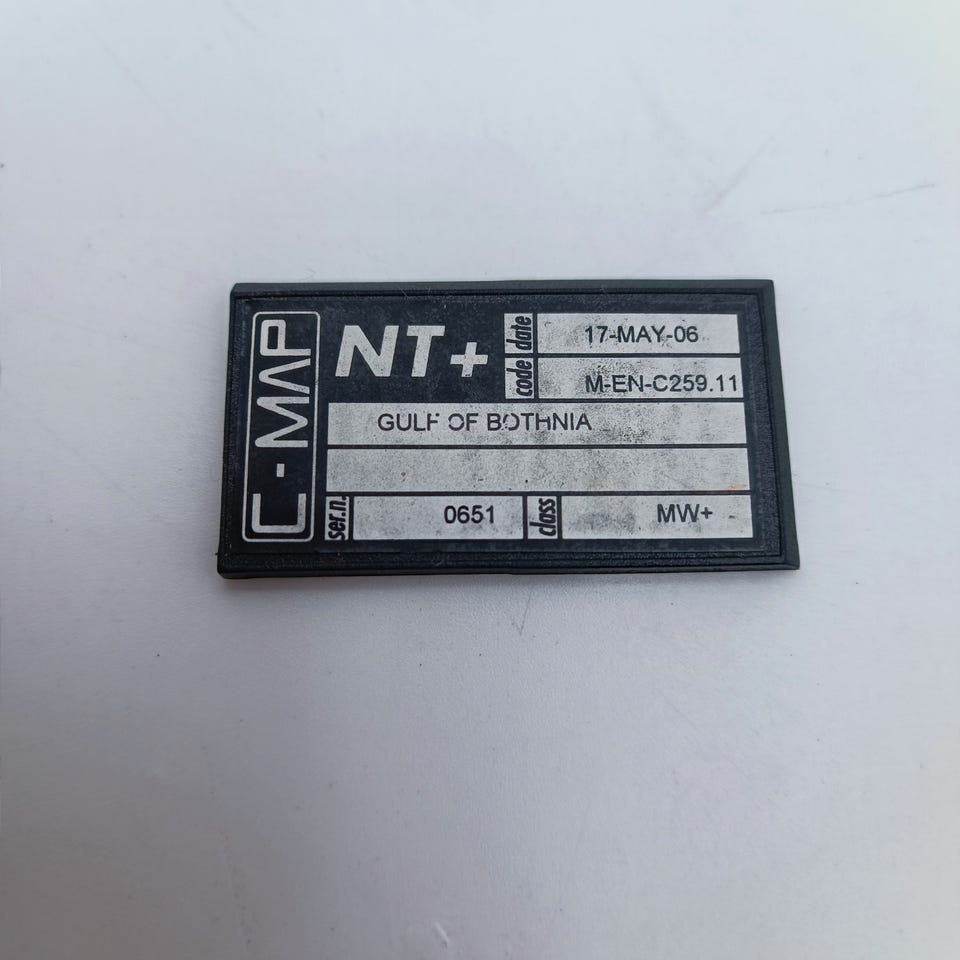 C-MAP
NT+
date 17-MAY-06
code M-EN-C259.11
GULF OF BOTHNIA
ser.n. 0651 class MW+